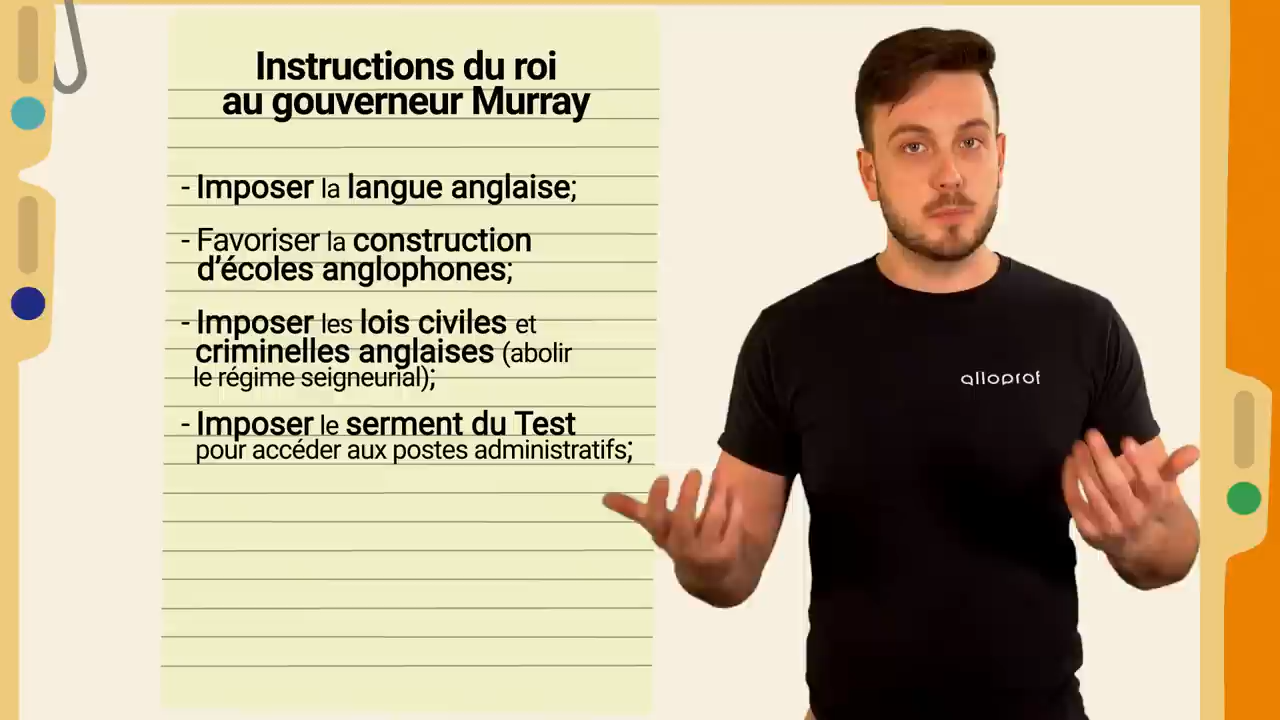 Instructions du roi
au gouverneur Murray
- Imposer la langue anglaise;
- Favoriser la construction
d’écoles anglophones;
- Imposer les lois civiles et
criminelles anglaises (abolir
le régime seigneurial);
- Imposer le serment du Test
pour accéder aux postes administratifs;
alloprof